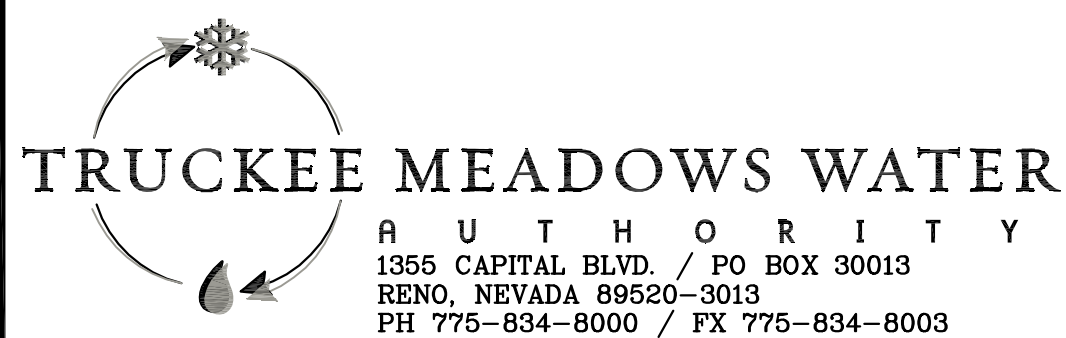 TRUCKEE MEADOWS WATER
AUTHORITY
1355 CAPITAL BLVD. / PO BOX 30013
RENO, NEVADA 89520-3013
PH 775-834-8000 / FX 775-834-8003